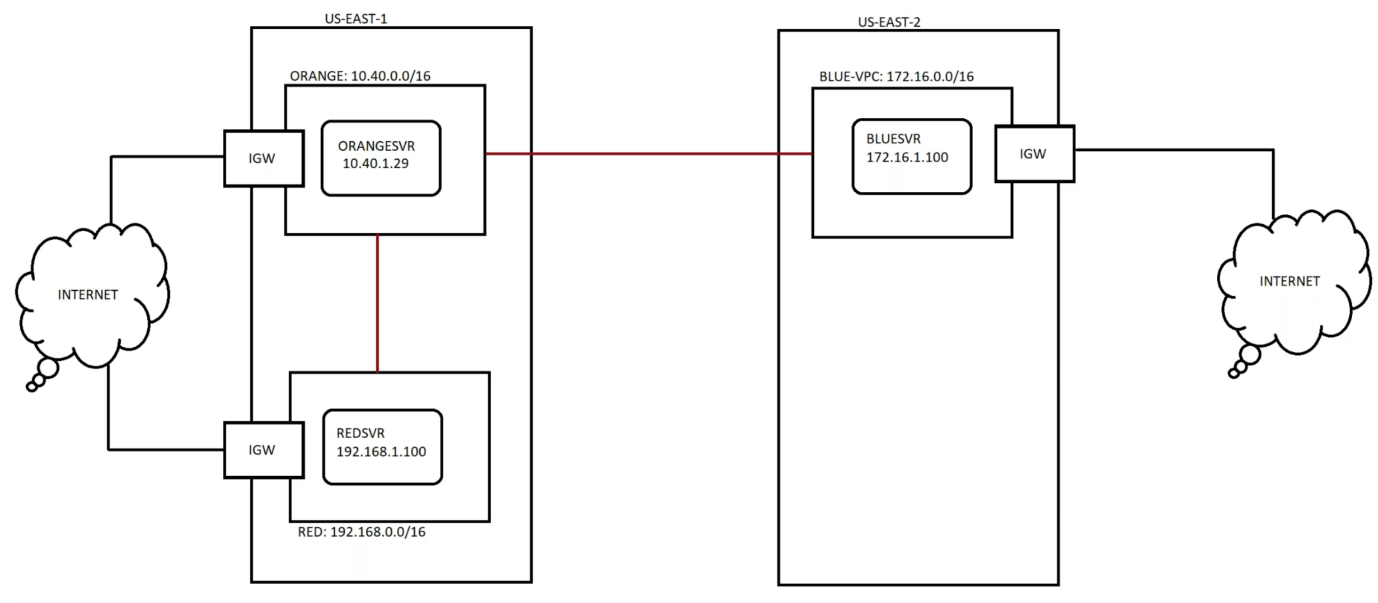 US-EAST-1
US-EAST-2
ORANGE: 10.40.0.0/16
BLUE-VPC: 172.16.0.0/16
IGW
ORANGESVR
10.40.1.29
BLUESVR
172.16.1.100
IGW
INTERNET
INTERNET
IGW
REDSVR
192.168.1.100
RED: 192.168.0.0/16